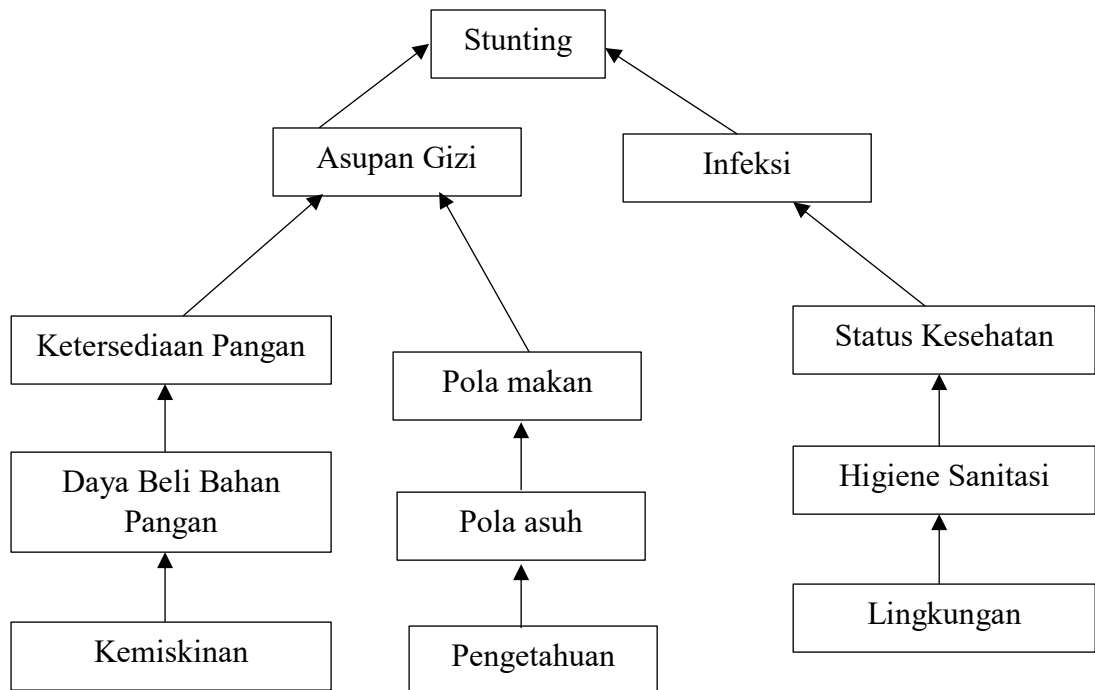 Stunting
Asupan Gizi
Infeksi
Ketersediaan Pangan
Status Kesehatan
Pola makan
Daya Beli Bahan
Pangan
Higiene Sanitasi
Pola asuh
Lingkungan
Kemiskinan
Pengetahuan